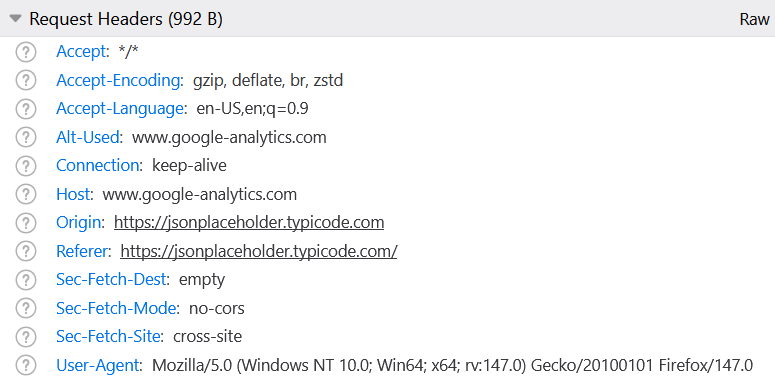 Request Headers (992 B) Raw
? Accept: */*
? Accept-Encoding: gzip, deflate, br, zstd
? Accept-Language: en-US,en;q=0.9
? Alt-Used: www.google-analytics.com
? Connection: keep-alive
? Host: www.google-analytics.com
? Origin: https://jsonplaceholder.typicode.com
? Referer: https://jsonplaceholder.typicode.com/
? Sec-Fetch-Dest: empty
? Sec-Fetch-Mode: no-cors
? Sec-Fetch-Site: cross-site
? User-Agent: Mozilla/5.0 (Windows NT 10.0; Win64; x64; rv:147.0) Gecko/20100101 Firefox/147.0